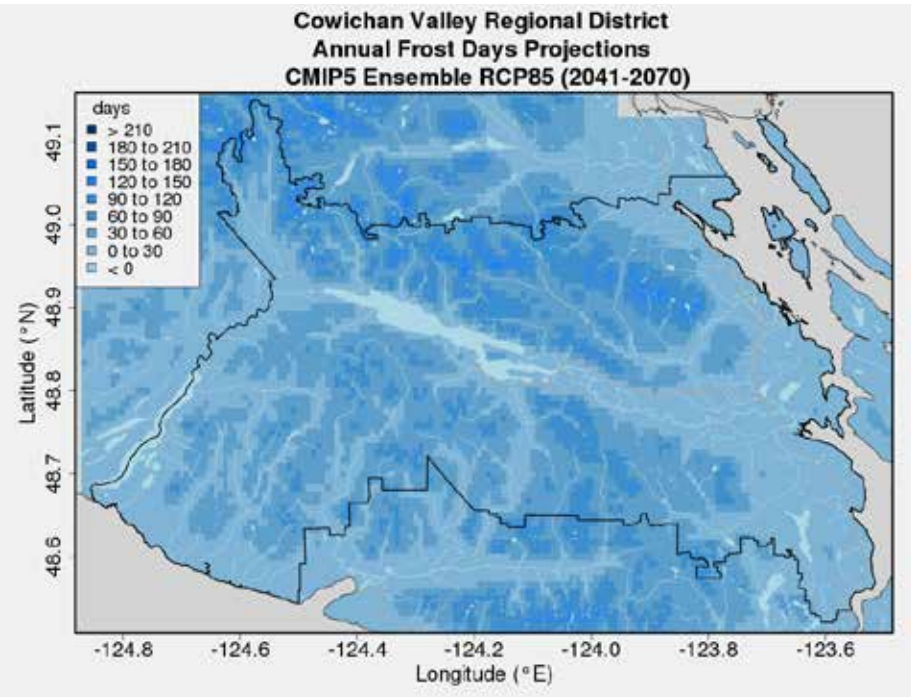 Cowichan Valley Regional District
Annual Frost Days Projections
CMIP5 Ensemble RCP85 (2041-2070)
days
> 210
180 to 210
150 to 180
120 to 150
90 to 120
60 to 90
30 to 60
0 to 30
< 0
Latitude (°N)
49.1
49.0
48.9
48.8
48.7
48.6
-124.8
-124.6
-124.4
-124.2
-124.0
-123.8
-123.6
Longitude (°E)